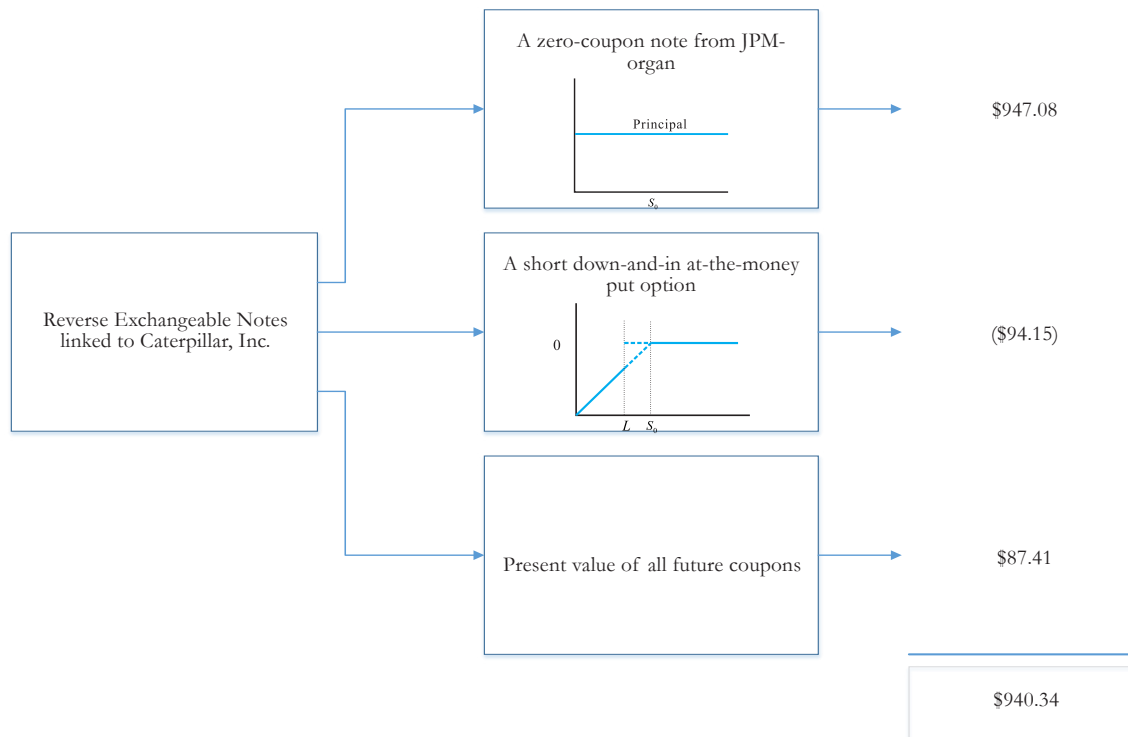 A zero-coupon note from JPM-
organ
Principal
S₀
$947.08
Reverse Exchangeable Notes
linked to Caterpillar, Inc.
A short down-and-in at-the-money
put option
0
L S₀
($94.15)
Present value of all future coupons
$87.41
$940.34